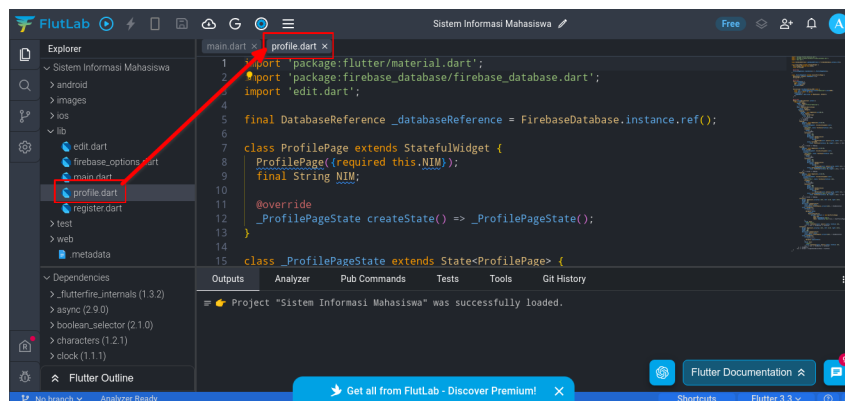 FlutLab
Sistem Informasi Mahasiswa
Free
A
Explorer
Sistem Informasi Mahasiswa
android
images
ios
lib
edit.dart
firebase_options.dart
main.dart
profile.dart
register.dart
test
web
.metadata
Dependencies
_flutterfire_internals (1.3.2)
async (2.9.0)
boolean_selector (2.1.0)
characters (1.2.1)
clock (1.1.1)
Flutter Outline
main.dart ×
profile.dart ×
1 import 'package:flutter/material.dart';
2 import 'package:firebase_database/firebase_database.dart';
3 import 'edit.dart';
4
5 final DatabaseReference _databaseReference = FirebaseDatabase.instance.ref();
6
7 class ProfilePage extends StatefulWidget {
8 ProfilePage({required this.NIM});
9 final String NIM;
10
11 @override
12 _ProfilePageState createState() => _ProfilePageState();
13 }
14
15 class _ProfilePageState extends State<ProfilePage> {
Outputs Analyzer Pub Commands Tests Tools Git History
Project "Sistem Informasi Mahasiswa" was successfully loaded.
Flutter Documentation
Get all from FlutLab - Discover Premium!
No branch Analyzer Ready
Shortcuts Flutter 3.3